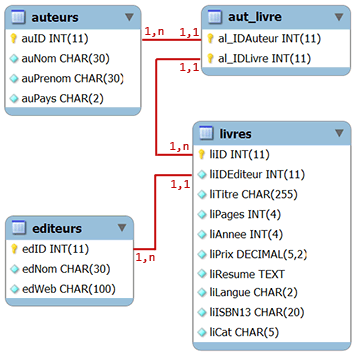 auteurs
auID INT(11)
auNom CHAR(30)
auPrenom CHAR(30)
auPays CHAR(2)
1,n
1,1
aut_livre
al_IDAuteur INT(11)
al_IDLivre INT(11)
1,1
1,n
livres
liID INT(11)
liIDEditeur INT(11)
liTitre CHAR(255)
liPages INT(4)
liAnnee INT(4)
liPrix DECIMAL(5,2)
liResume TEXT
liLangue CHAR(2)
liISBN13 CHAR(20)
liCat CHAR(5)
1,1
1,n
editeurs
edID INT(11)
edNom CHAR(30)
edWeb CHAR(100)